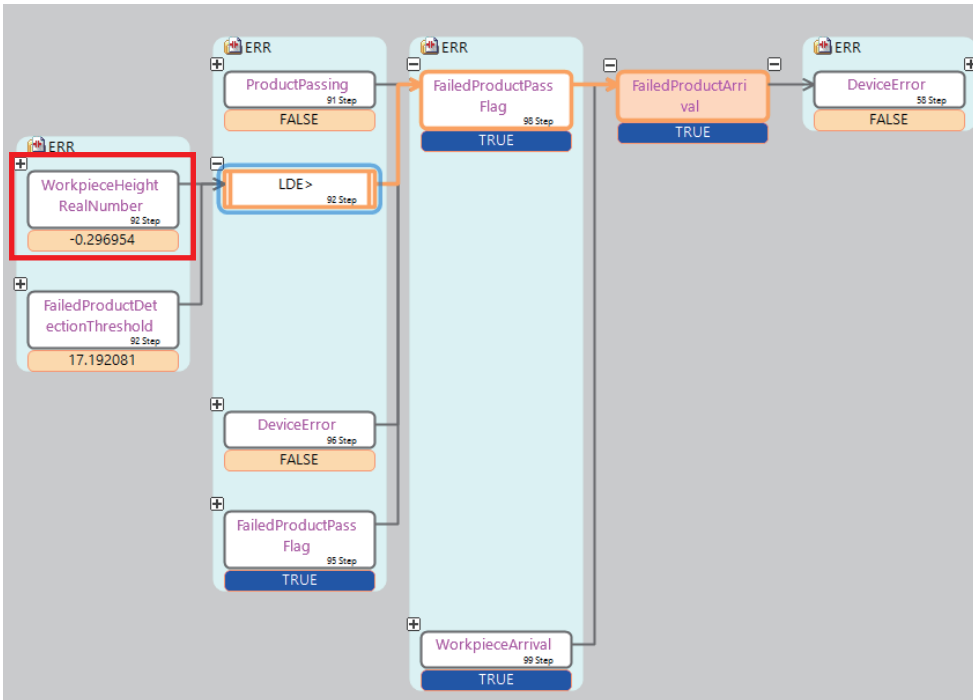 ERR
WorkpieceHeight
RealNumber
92 Step
-0.296954
FailedProductDet
ectionThreshold
92 Step
17.192081
ERR
ProductPassing
91 Step
FALSE
LDE>
92 Step
DeviceError
96 Step
FALSE
FailedProductPass
Flag
95 Step
TRUE
ERR
FailedProductPass
Flag
98 Step
TRUE
WorkpieceArrival
99 Step
TRUE
FailedProductArri
val
TRUE
ERR
DeviceError
58 Step
FALSE